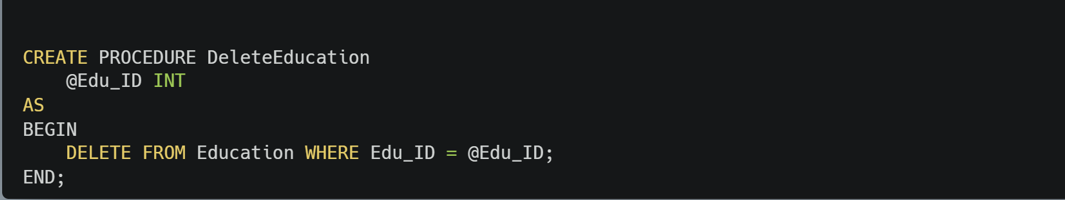 CREATE PROCEDURE DeleteEducation
    @Edu_ID INT
AS
BEGIN
    DELETE FROM Education WHERE Edu_ID = @Edu_ID;
END;